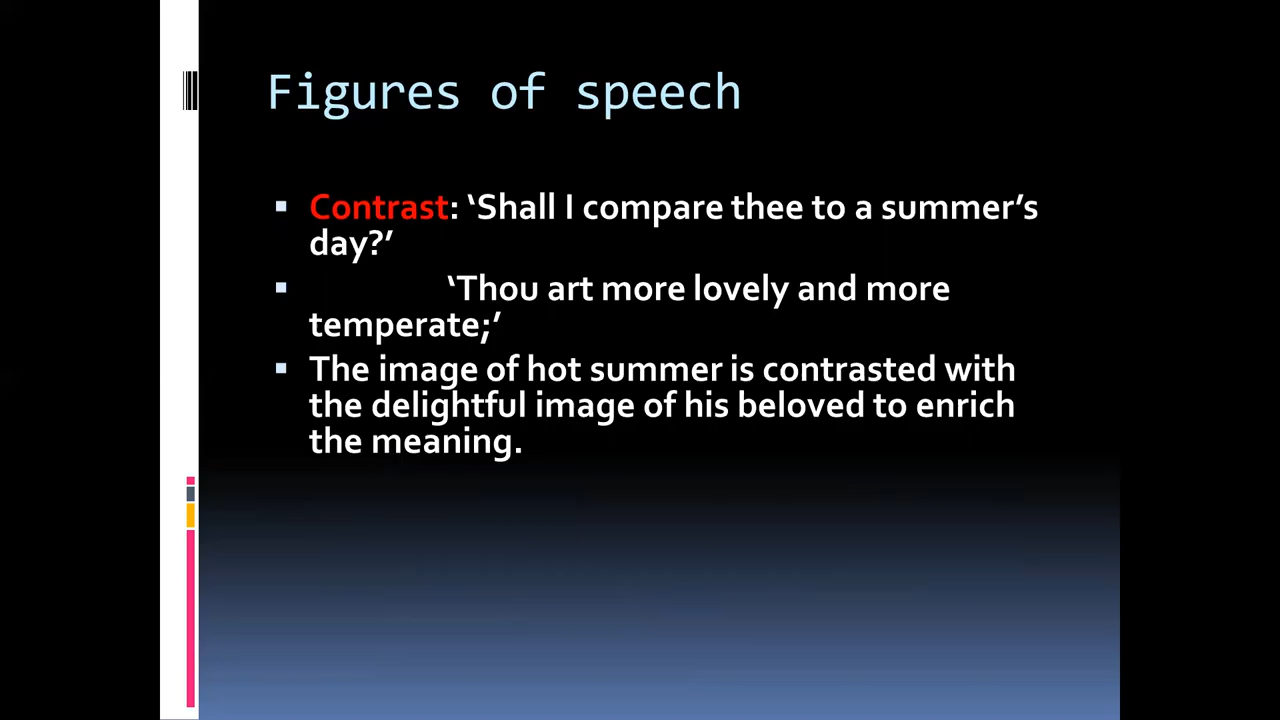 Figures of speech
Contrast: ‘Shall I compare thee to a summer’s
day?’
‘Thou art more lovely and more
temperate;’
The image of hot summer is contrasted with
the delightful image of his beloved to enrich
the meaning.